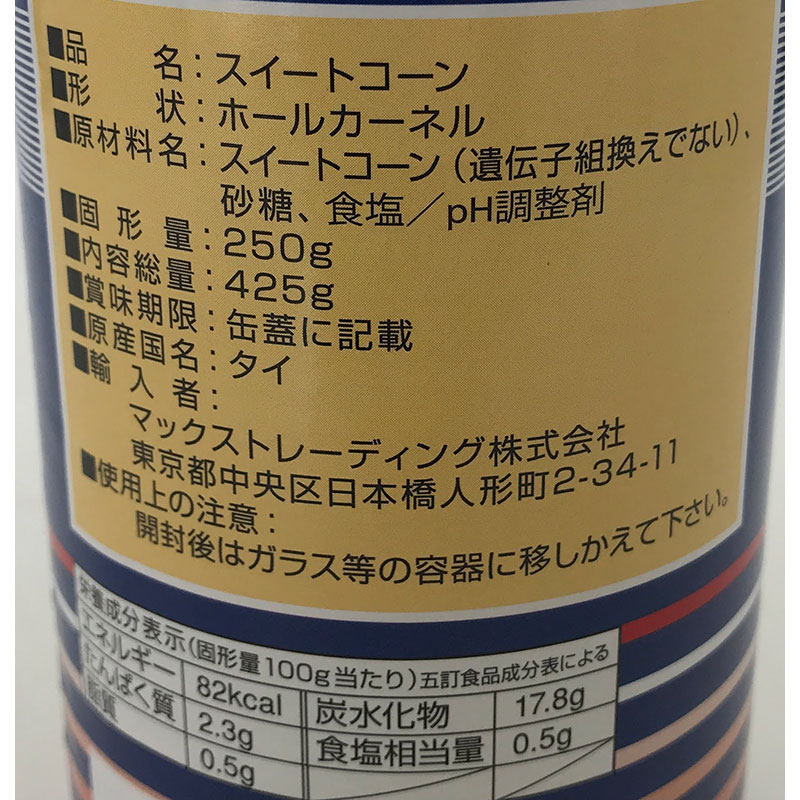 ■品名：スイートコーン
■形状：ホールカーネル
■原材料名：スイートコーン（遺伝子組換えでない）、
砂糖、食塩／pH調整剤
■固形量：250g
■内容総量：425g
■賞味期限：缶蓋に記載
■原産国名：タイ
■輸入者：
マックストレーディング株式会社
東京都中央区日本橋人形町2-34-11
■使用上の注意：
開封後はガラス等の容器に移しかえて下さい。
栄養成分表示（固形量100g当たり）五訂食品成分表による
エネルギー 82kcal 炭水化物 17.8g
たんぱく質 2.3g 食塩相当量 0.5g
脂質 0.5g